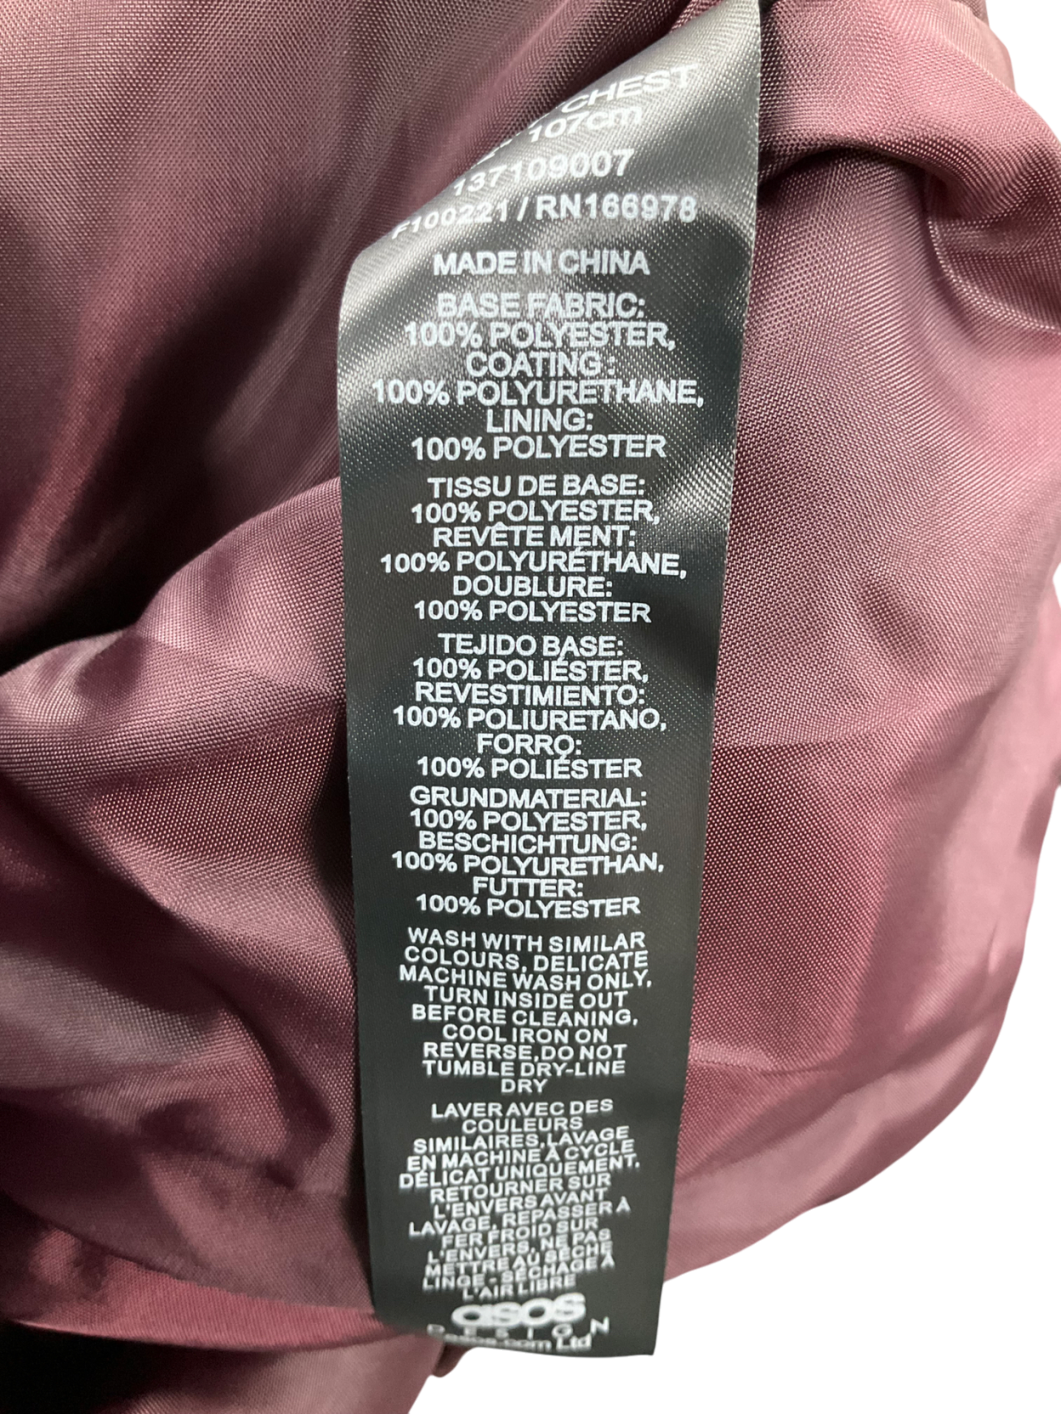 CHEST
107cm
137109007
F100221 / RN166978
MADE IN CHINA
BASE FABRIC:
100% POLYESTER,
COATING :
100% POLYURETHANE,
LINING:
100% POLYESTER
TISSU DE BASE:
100% POLYESTER,
REVÊTE MENT:
100% POLYURÉTHANE,
DOUBLURE:
100% POLYESTER
TEJIDO BASE:
100% POLIÉSTER,
REVESTIMIENTO:
100% POLIURETANO,
FORRO:
100% POLIÉSTER
GRUNDMATERIAL:
100% POLYESTER,
BESCHICHTUNG:
100% POLYURETHAN,
FUTTER:
100% POLYESTER
WASH WITH SIMILAR
COLOURS, DELICATE
MACHINE WASH ONLY,
TURN INSIDE OUT
BEFORE CLEANING,
COOL IRON ON
REVERSE,DO NOT
TUMBLE DRY-LINE
DRY
LAVER AVEC DES
COULEURS
SIMILAIRES,LAVAGE
EN MACHINE À CYCLE
DÉLICAT UNIQUEMENT,
RETOURNER SUR
L'ENVERS AVANT
LAVAGE, REPASSER À
FER FROID SUR
L'ENVERS, NE PAS
METTRE AU SÈCHE
LINGE - SÉCHAGE À
L'AIR LIBRE
asos
DESIGN
asos.com Ltd